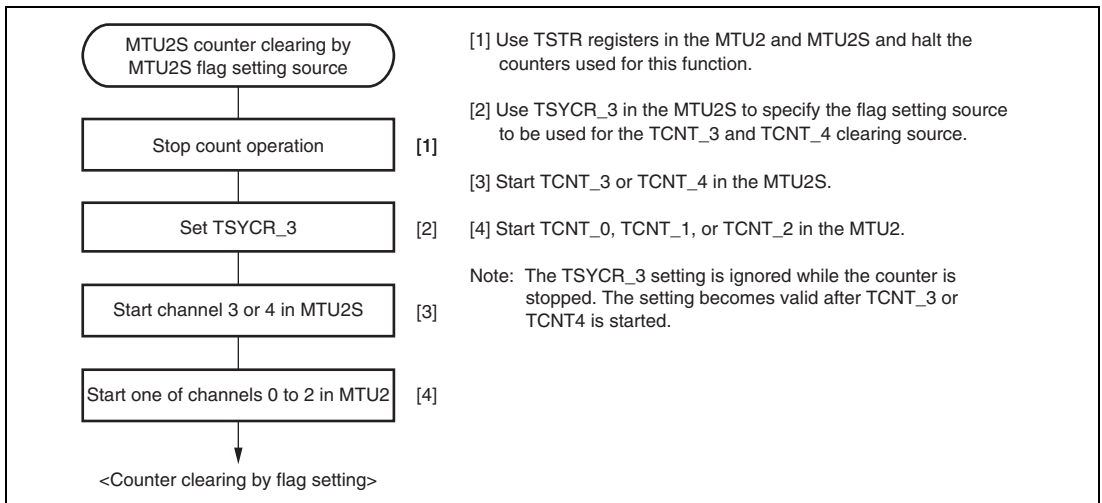 MTU2S counter clearing by
MTU2S flag setting source
Stop count operation
[1]
Set TSYCR_3
[2]
Start channel 3 or 4 in MTU2S
[3]
Start one of channels 0 to 2 in MTU2
[4]
<Counter clearing by flag setting>
[1] Use TSTR registers in the MTU2 and MTU2S and halt the
counters used for this function.
[2] Use TSYCR_3 in the MTU2S to specify the flag setting source
to be used for the TCNT_3 and TCNT_4 clearing source.
[3] Start TCNT_3 or TCNT_4 in the MTU2S.
[4] Start TCNT_0, TCNT_1, or TCNT_2 in the MTU2.
Note: The TSYCR_3 setting is ignored while the counter is
stopped. The setting becomes valid after TCNT_3 or
TCNT4 is started.